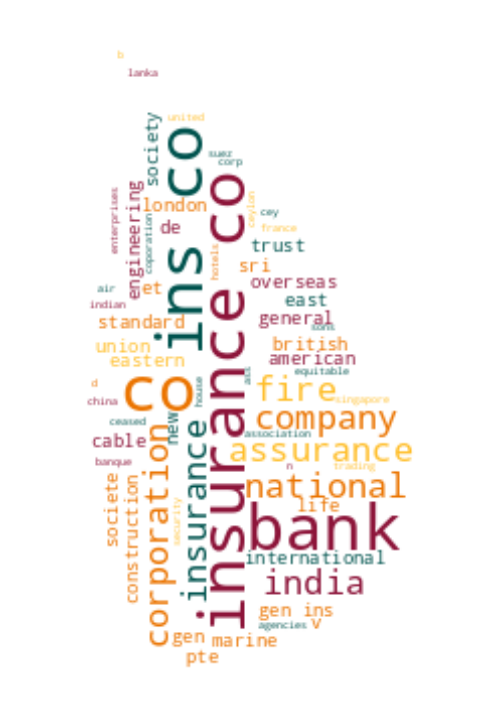 b
lanka
society
united
ins co
suez
corp
insurance co
engineering
enterprises
london
coporation
de
ceylon
cey
france
trust
hotels
sri
overseas
air
et
indian
east
general
sons
standard
british
union
eastern
american
equitable
ass
d
co
house
fire
singapore
china
new
company
ceased
cable
association
assurance
banque
n
trading
insurance
corporation
societe
construction
security
national
life
bank
international
india
gen ins
agencies
v
gen
marine
pte